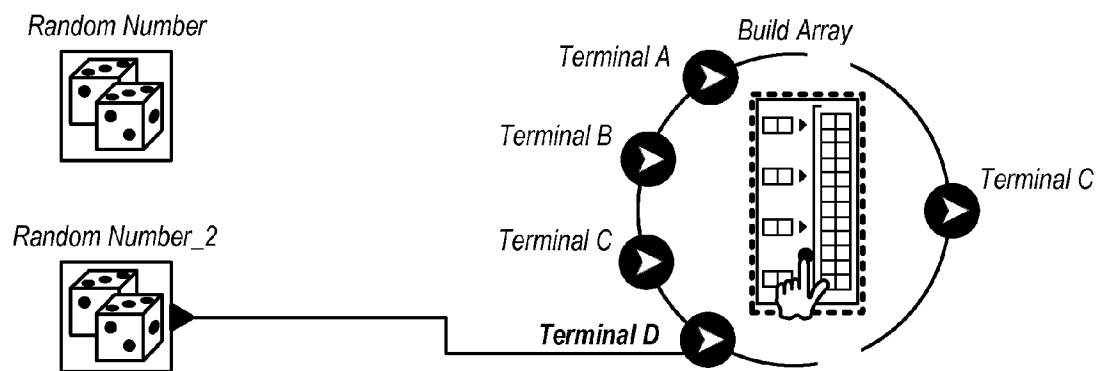 Random Number
Build Array
Terminal A
Terminal B
Terminal C
Random Number_2
Terminal C
Terminal D